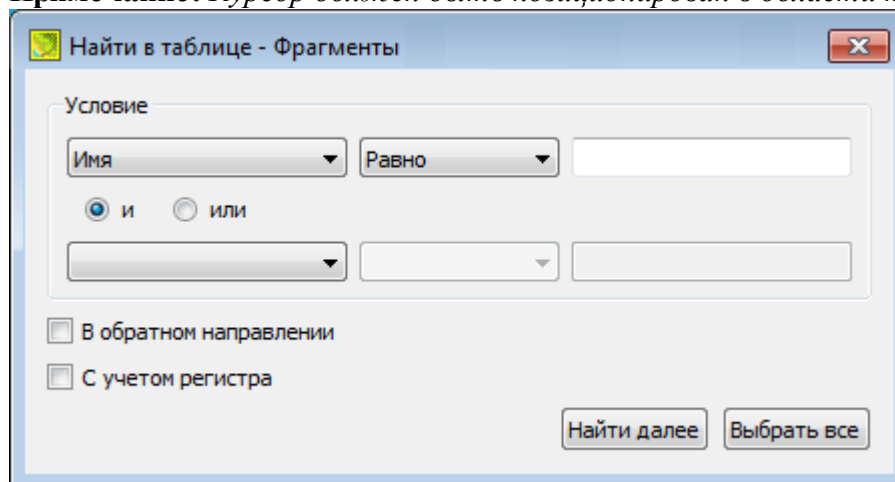 Найти в таблице - Фрагменты
Условие
Имя Равно
и или
В обратном направлении
С учетом регистра
Найти далее Выбрать все